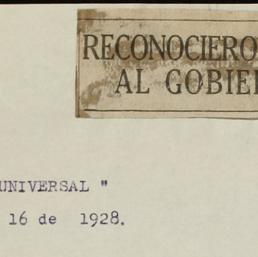 RECONOCIERO
AL GOBIE
UNIVERSAL "
16 de 1928.